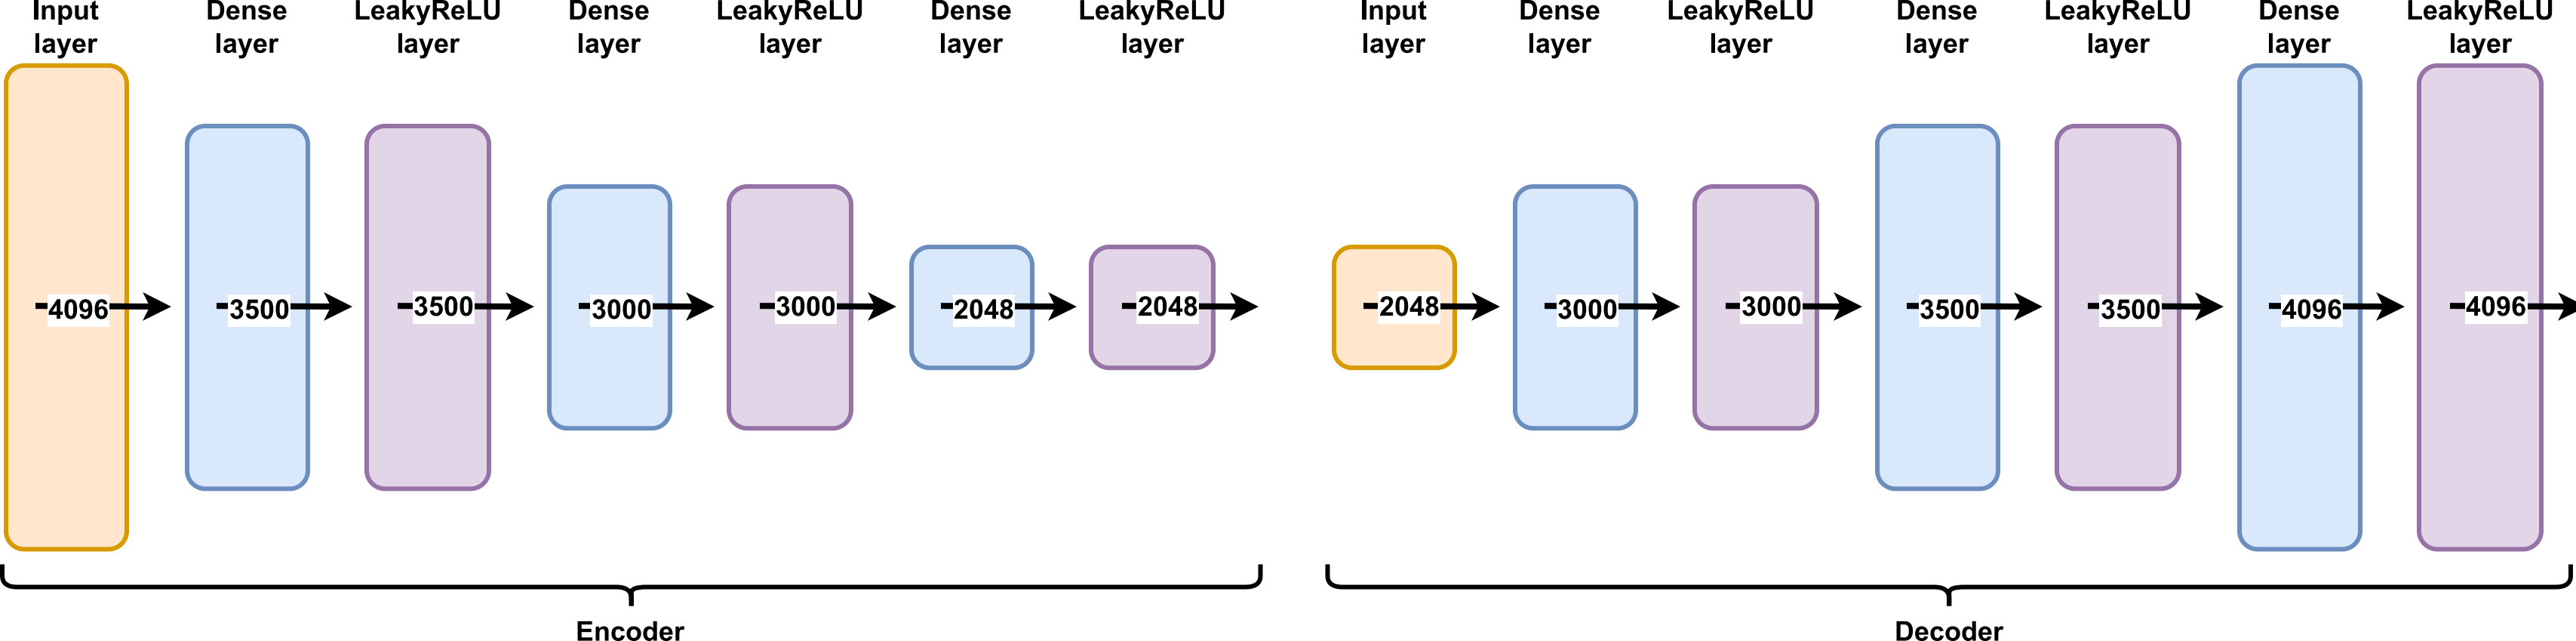 Input Dense LeakyReLU Dense LeakyReLU Dense LeakyReLU Input Dense LeakyReLU Dense LeakyReLU Dense LeakyReLU
layer layer layer layer layer layer layer layer layer layer layer layer layer layer
4096 3500 3500 3000 3000 2048 2048 2048 3000 3000 3500 3500 4096 4096
Encoder Decoder